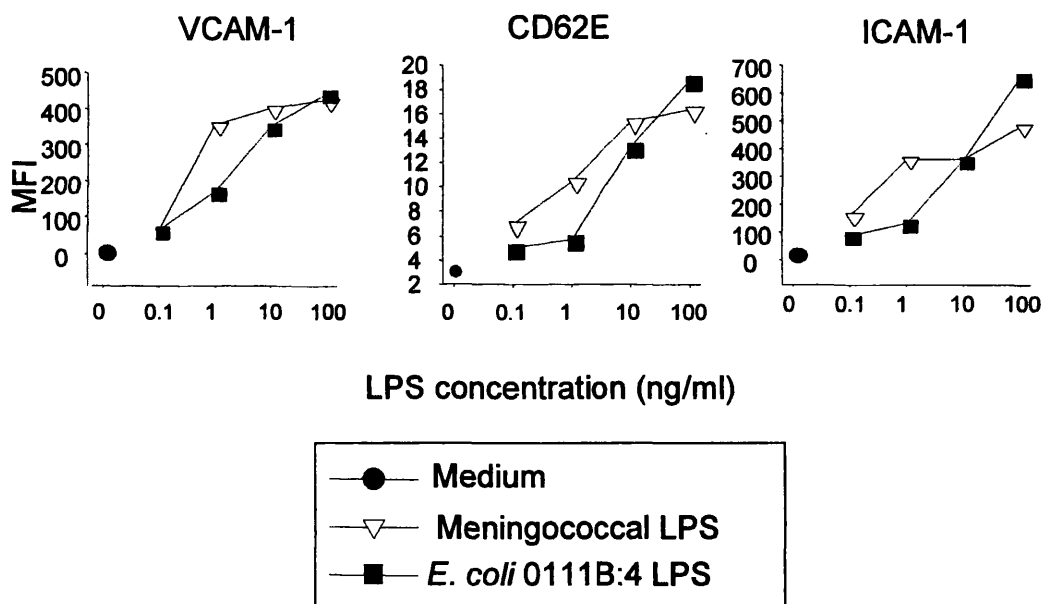 VCAM-1
CD62E
ICAM-1
MFI
500
400
300
200
100
0
0 0.1 1 10 100
20
18
16
14
12
10
8
6
4
2
0 0.1 1 10 100
700
600
500
400
300
200
100
0
0 0.1 1 10 100
LPS concentration (ng/ml)
Medium
Meningococcal LPS
E. coli 0111B:4 LPS